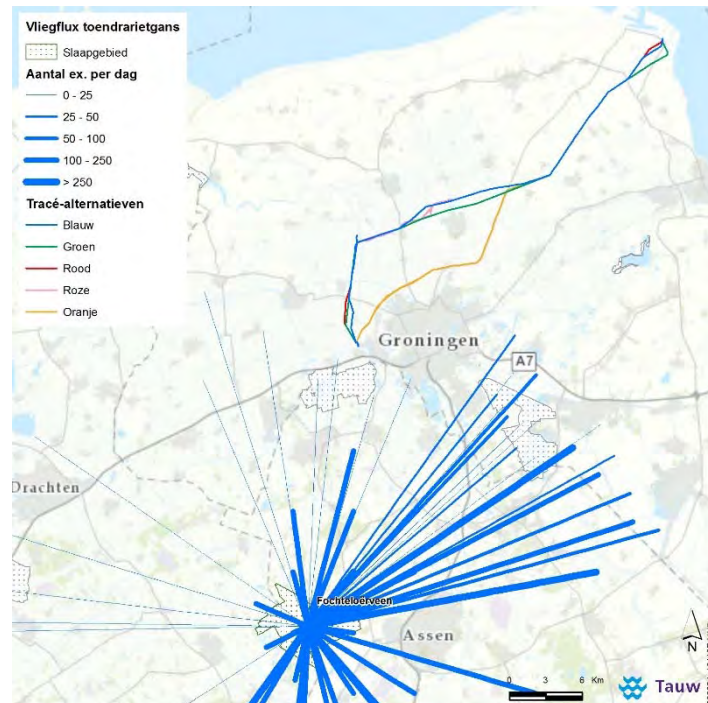 Vliegflux toendrarietgans
Slaapgebied
Aantal ex. per dag
0 - 25
25 - 50
50 - 100
100 - 250
> 250
Tracé-alternatieven
Blauw
Groen
Rood
Roze
Oranje
Groningen
A7
Drachten
Fochteloërveen
Assen
N
0 3 6 Km
Tauw